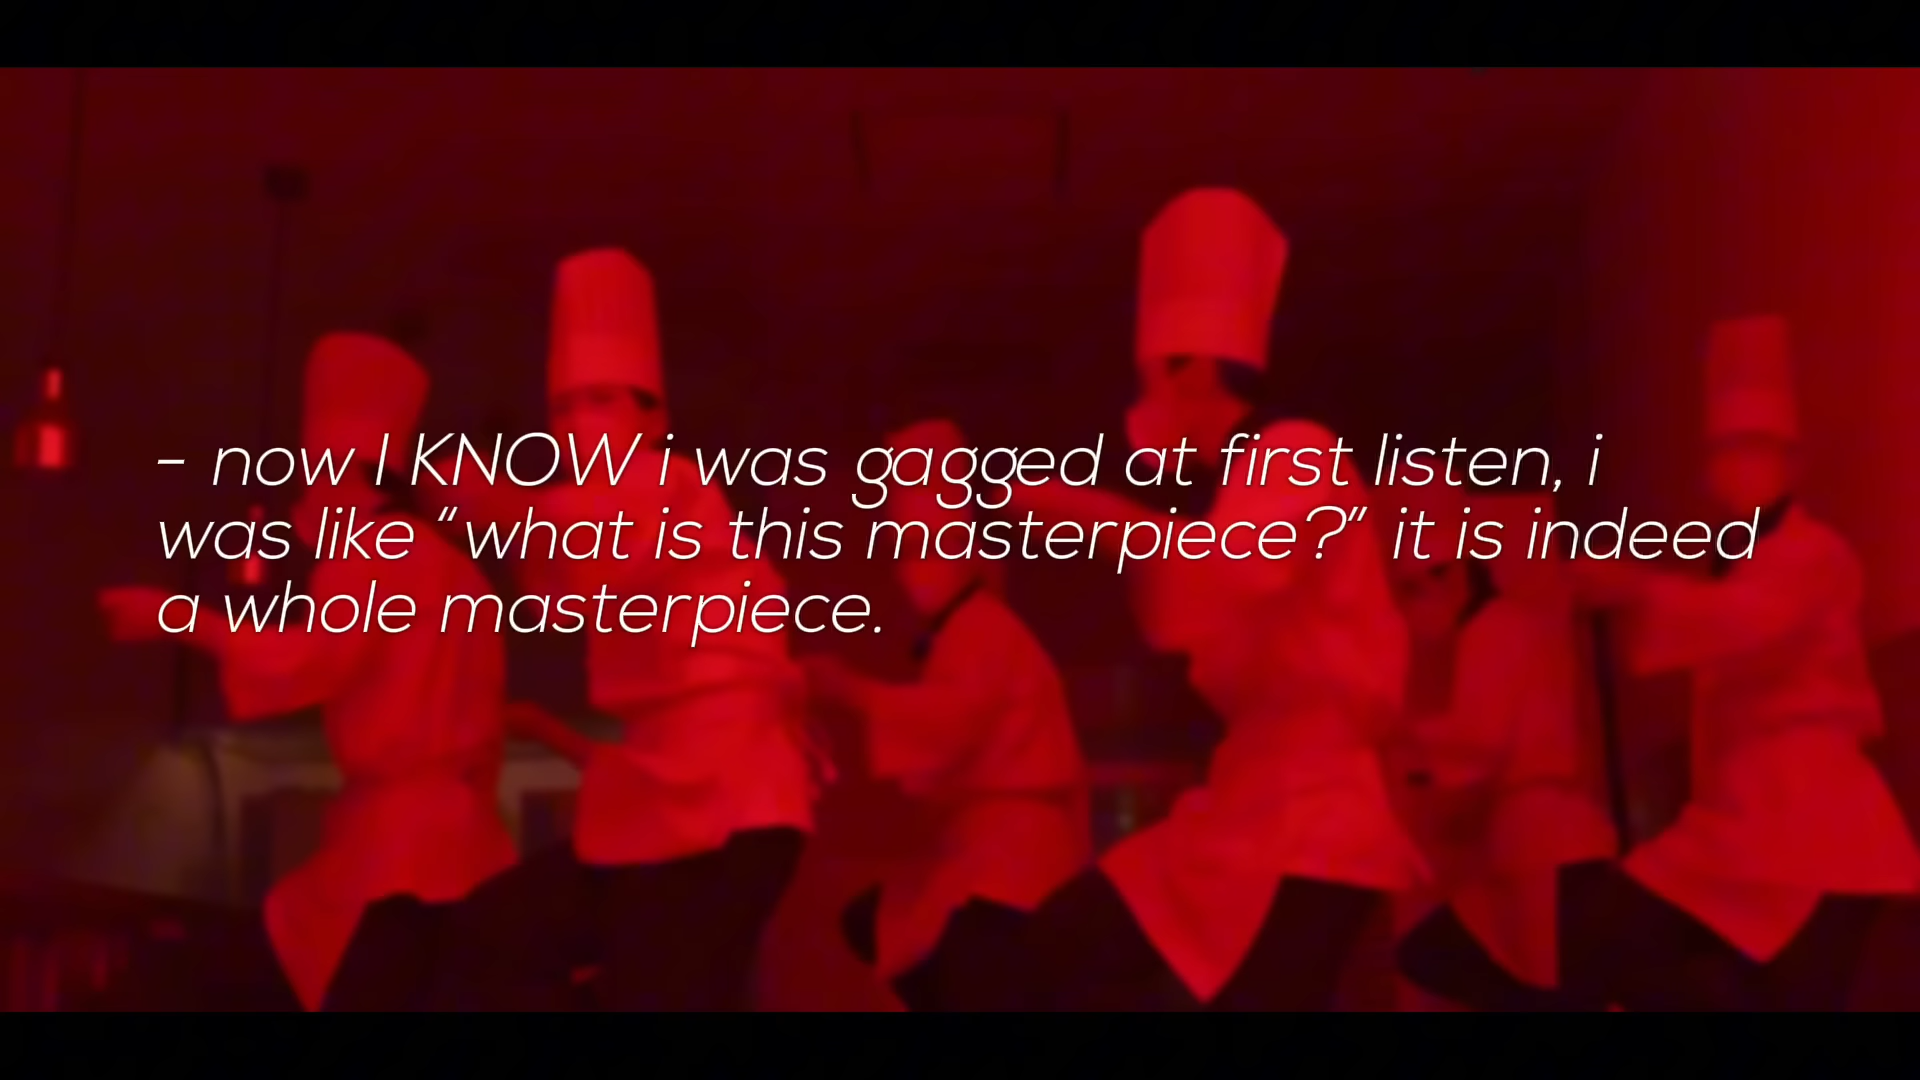 - now I KNOW i was gagged at first listen, i
was like “what is this masterpiece?” it is indeed
a whole masterpiece.